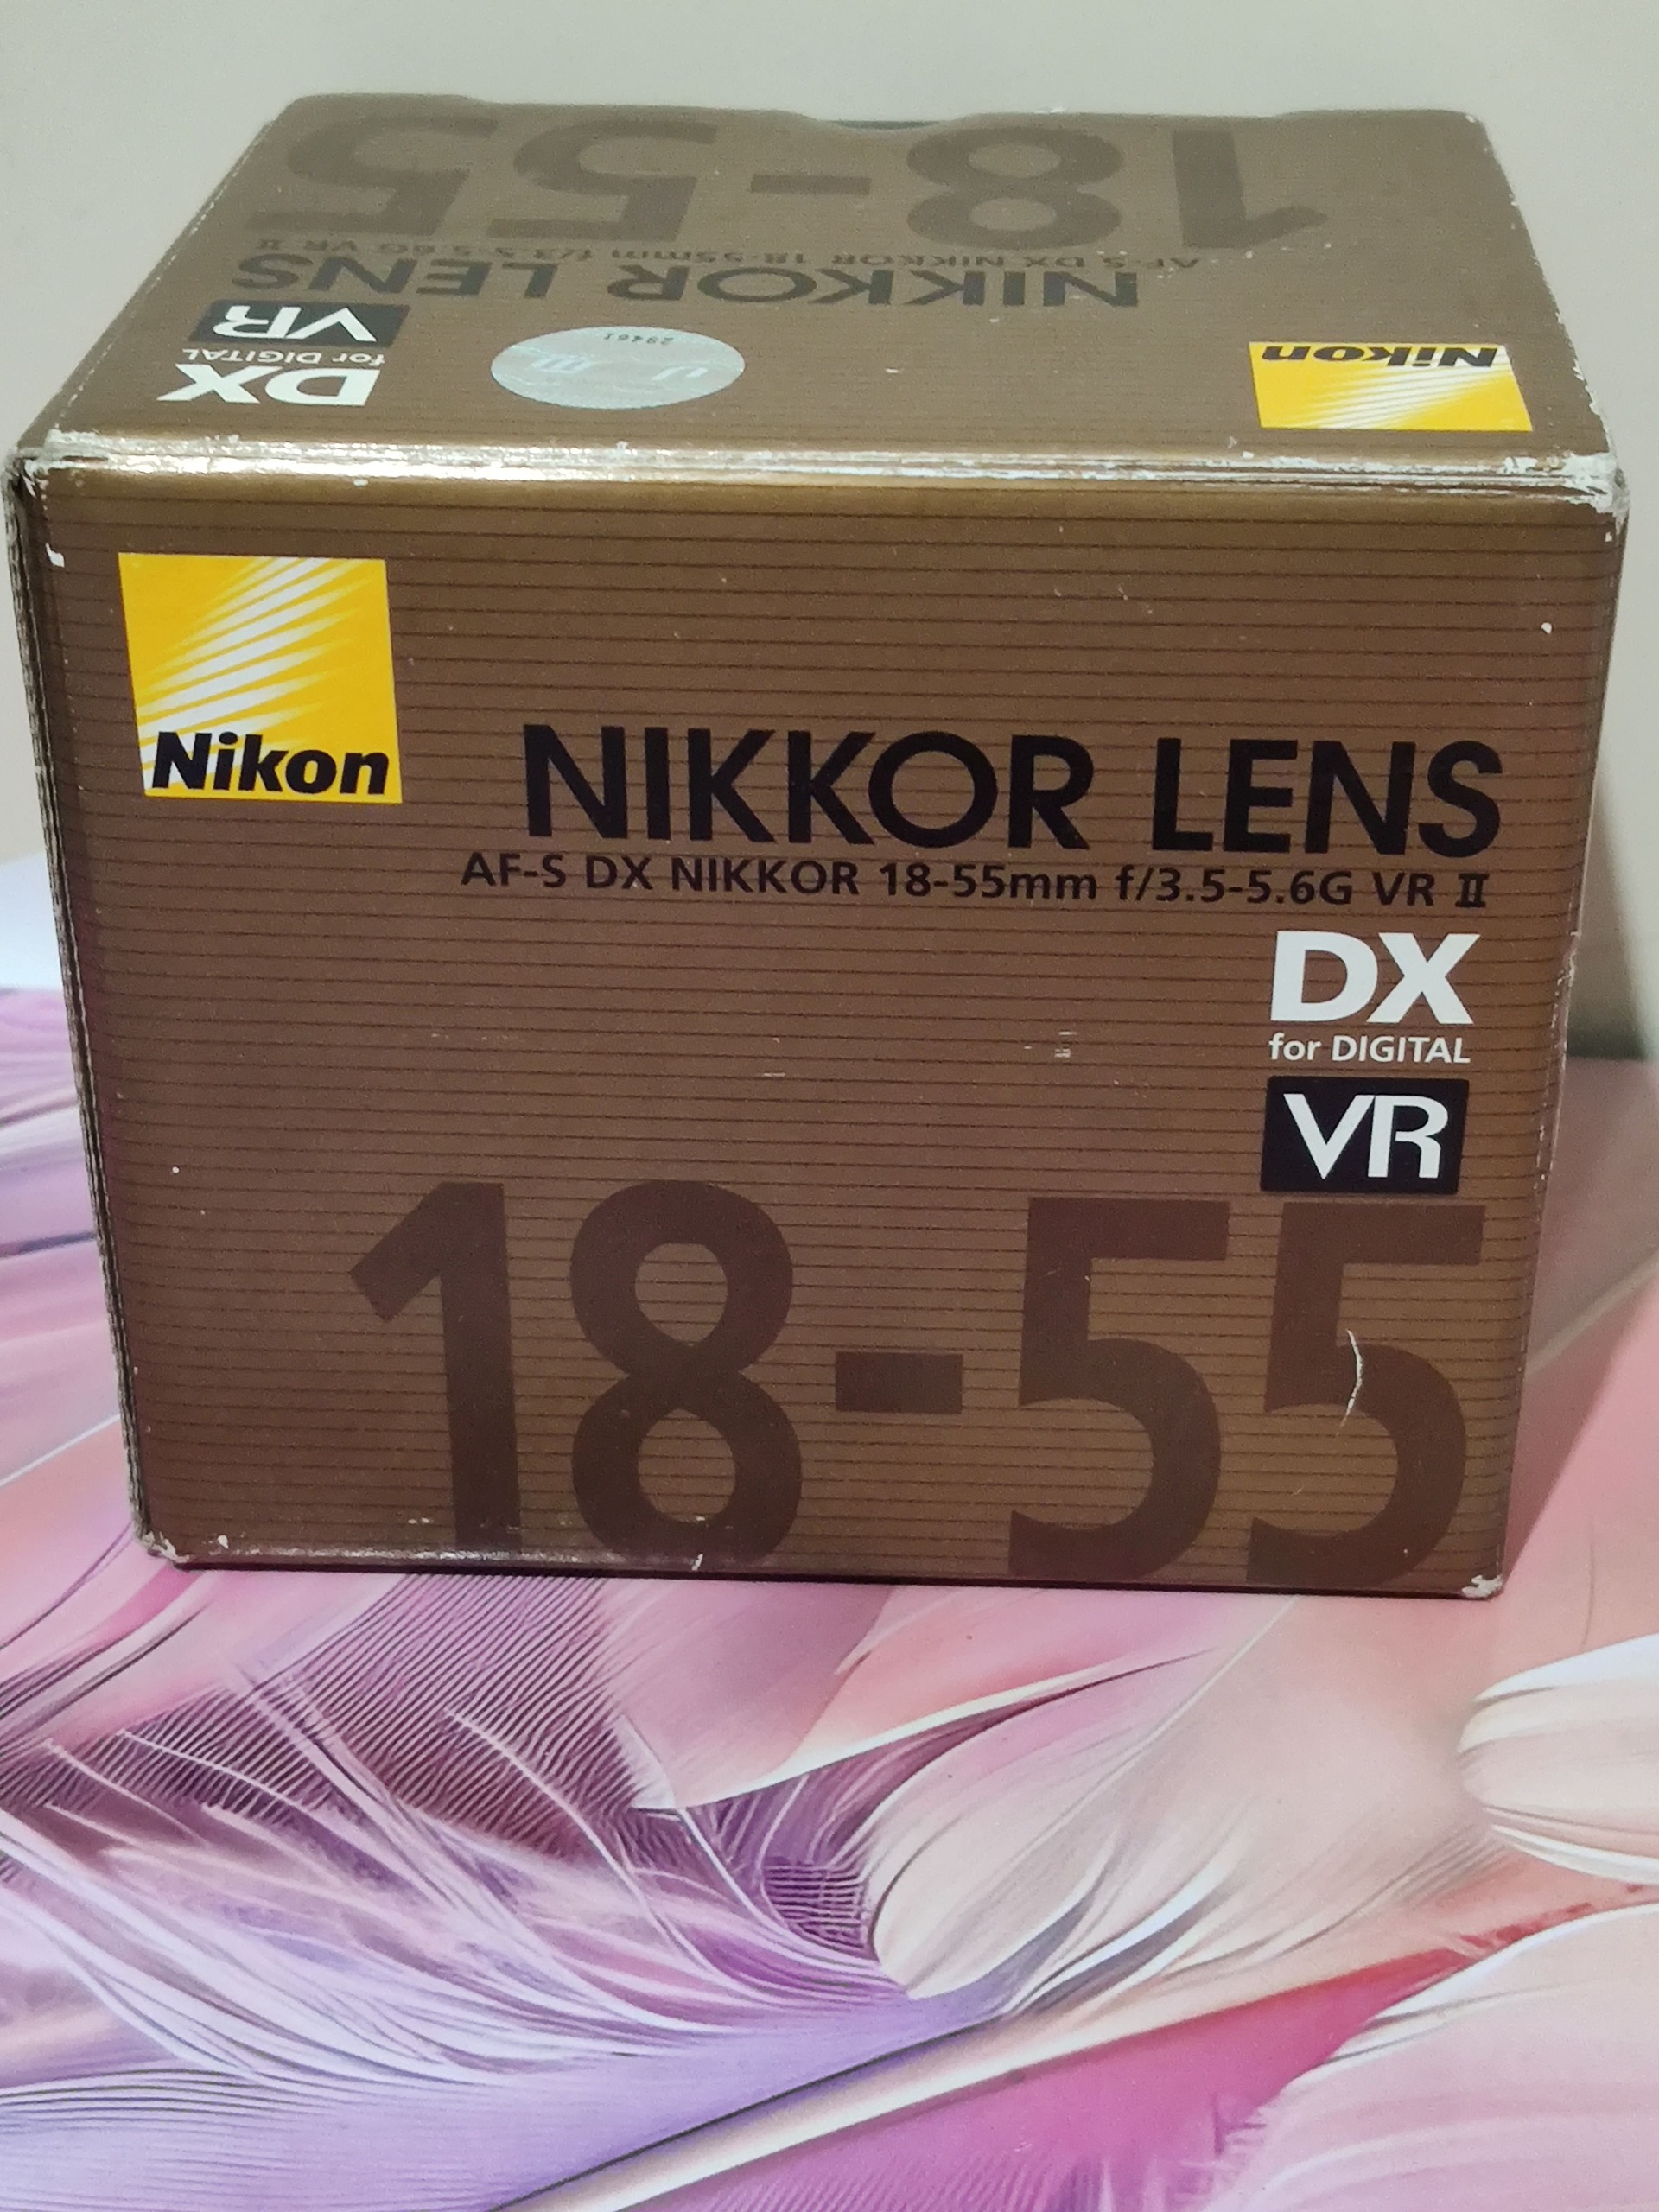 18-55
AF-S DX NIKKOR 18-55mm f/3.5-5.6G VR II
NIKKOR LENS
VR
for DIGITAL
DX
29461
Nikon
Nikon
NIKKOR LENS
AF-S DX NIKKOR 18-55mm f/3.5-5.6G VR II
DX
for DIGITAL
VR
18-55